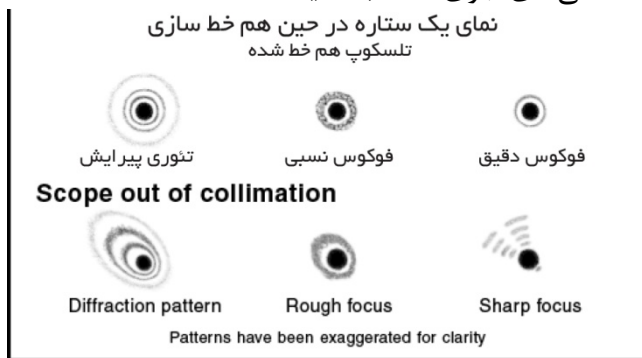 نمای یک ستاره در حین هم خط سازی
تلسکوپ هم خط شده
فوکوس دقیق فوکوس نسبی تئوری پیرایش
Scope out of collimation
Diffraction pattern Rough focus Sharp focus
Patterns have been exaggerated for clarity